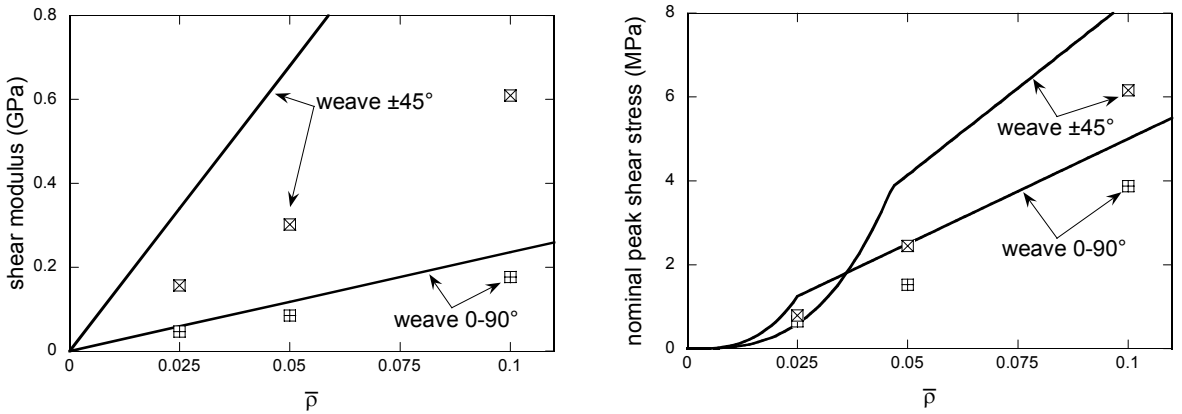 0.8
0.6
0.4
0.2
0
shear modulus (GPa)
weave ±45°
weave 0-90°
0 0.025 0.05 0.075 0.1
ρ̅
8
6
4
2
0
nominal peak shear stress (MPa)
weave ±45°
weave 0-90°
0 0.025 0.05 0.075 0.1
ρ̅